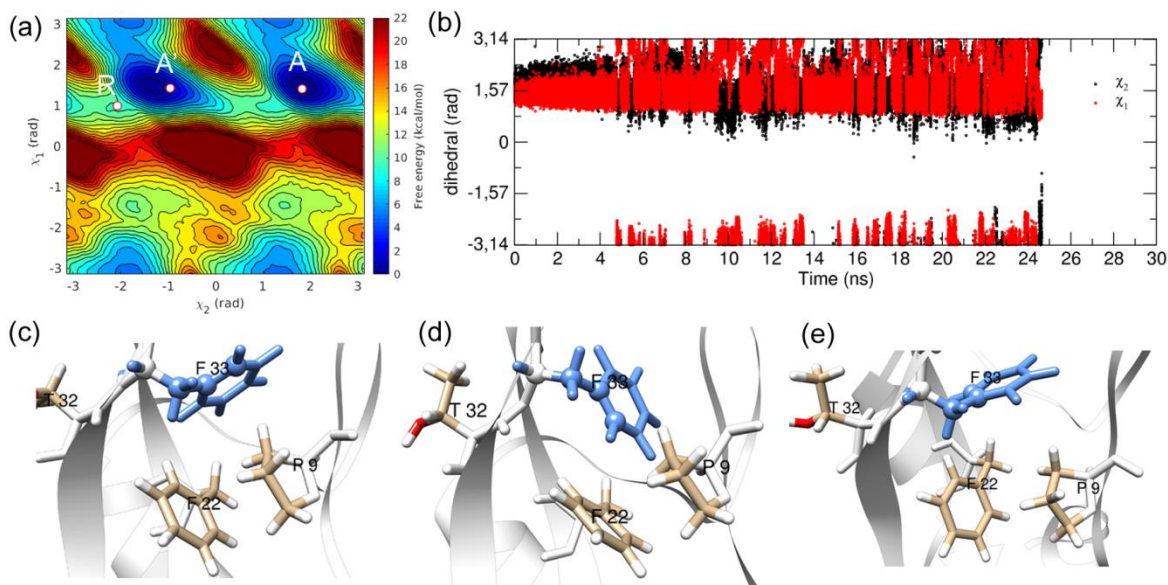 (a)
3
2
1
0
-1
-2
-3
χ1 (rad)
-3 -2 -1 0 1 2 3
χ2 (rad)
R
A'
A
22
20
18
16
14
12
10
8
6
4
2
0
Free energy (kcal/mol)
(b)
3,14
1,57
0
-1,57
-3,14
dihedral (rad)
0 2 4 6 8 10 12 14 16 18 20 22 24 26 28 30
Time (ns)
χ2
χ1
(c)
F 33
T 32
P 9
F 22
(d)
F 33
T 32
P 9
F 22
(e)
F 33
T 32
F 22
P 9